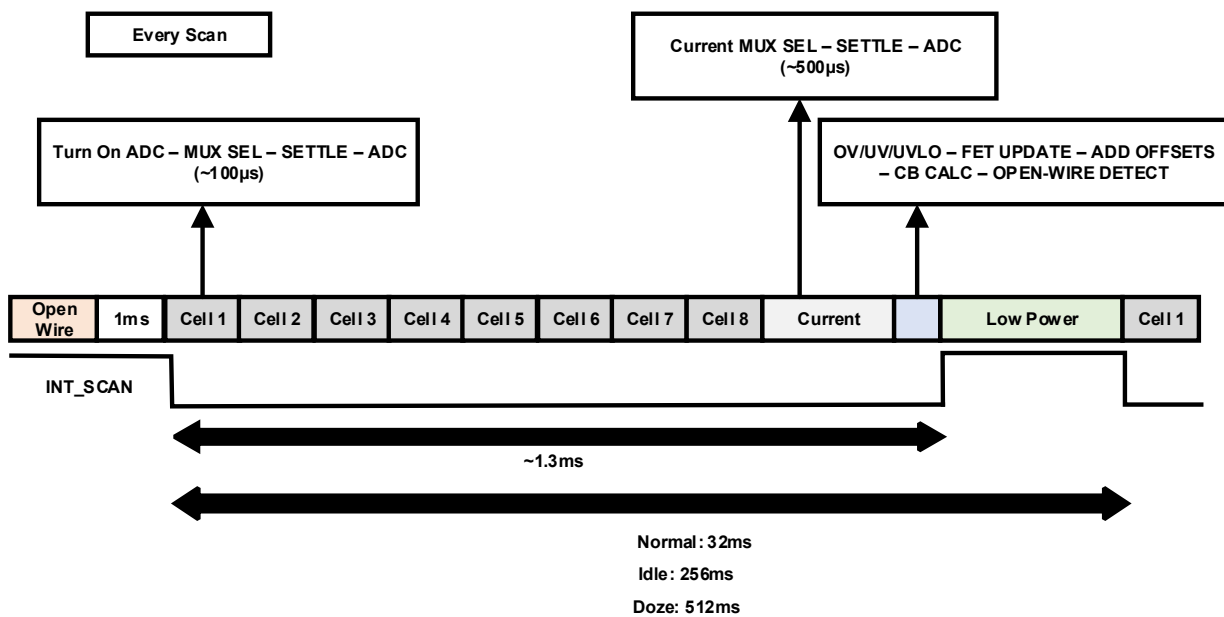 Every Scan
Current MUX SEL – SETTLE – ADC
(~500µs)
Turn On ADC – MUX SEL – SETTLE – ADC
(~100µs)
OV/UV/UVLO – FET UPDATE – ADD OFFSETS
– CB CALC – OPEN-WIRE DETECT
Open
Wire
1ms
Cell 1
Cell 2
Cell 3
Cell 4
Cell 5
Cell 6
Cell 7
Cell 8
Current
Low Power
Cell 1
INT_SCAN
~1.3ms
Normal: 32ms
Idle: 256ms
Doze: 512ms